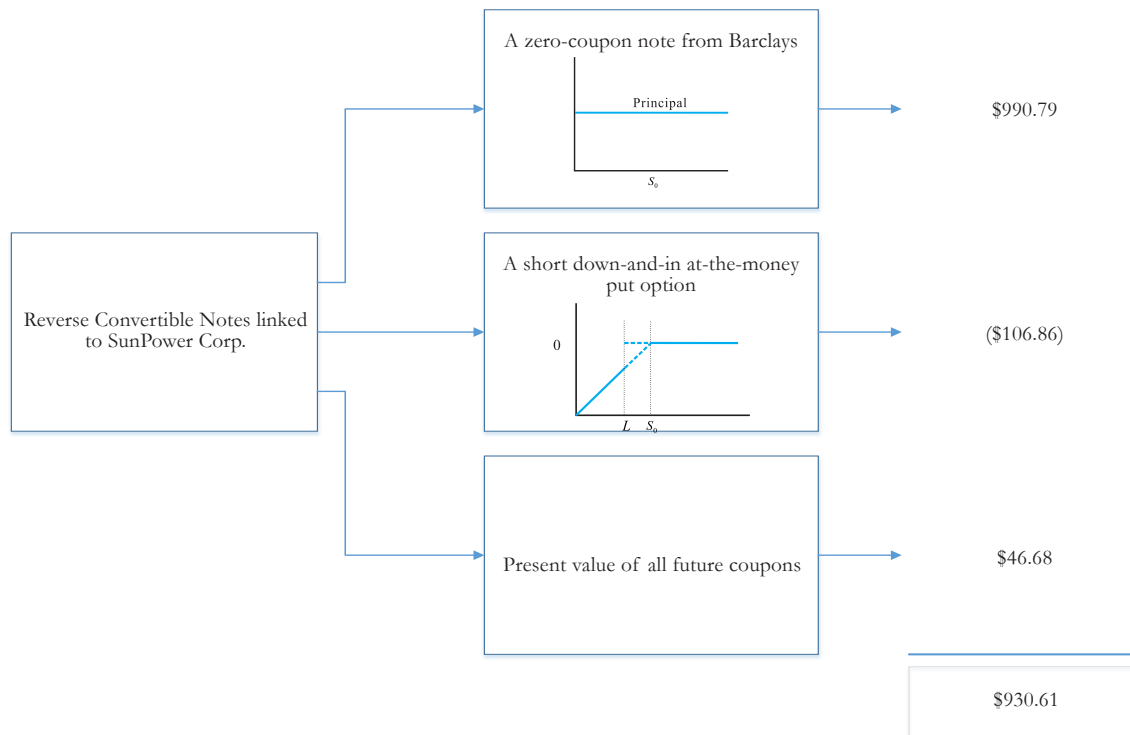 A zero-coupon note from Barclays
Principal
S₀
$990.79
Reverse Convertible Notes linked
to SunPower Corp.
A short down-and-in at-the-money
put option
0
L S₀
($106.86)
Present value of all future coupons
$46.68
$930.61